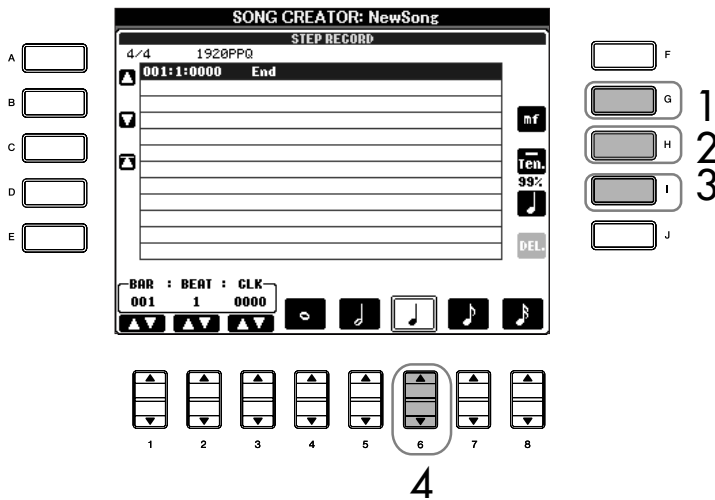 SONG CREATOR: NewSong
STEP RECORD
4/4 1920PPQ
001:1:0000 End
mf
Ten.
99%
DEL.
BAR : BEAT : CLK
001 1 0000
A
B
C
D
E
F
G 1
H 2
I 3
J
1 2 3 4 5 6 7 8
4